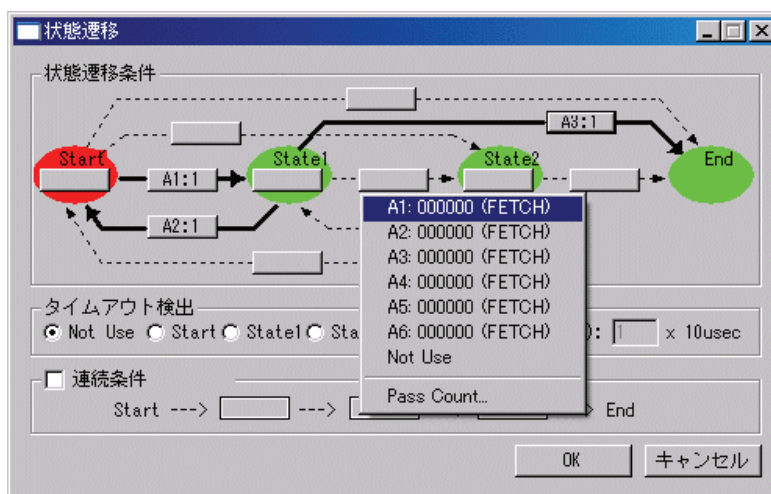 状態遷移
状態遷移条件
A3:1
Start
State1
State2
End
A1:1
A2:1
A1: 000000 (FETCH)
A2: 000000 (FETCH)
A3: 000000 (FETCH)
A4: 000000 (FETCH)
A5: 000000 (FETCH)
A6: 000000 (FETCH)
Not Use
Pass Count...
タイムアウト検出
Not Use Start State1 Sta ): 1 x 10usec
連続条件
Start ---> ---> > End
OK キャンセル